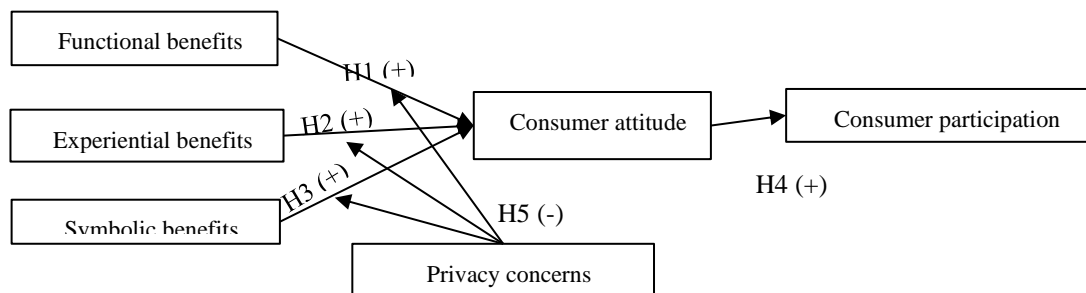 Functional benefits
H1 (+)
Experiential benefits
H2 (+)
Consumer attitude
Consumer participation
H3 (+)
H4 (+)
Symbolic benefits
H5 (-)
Privacy concerns